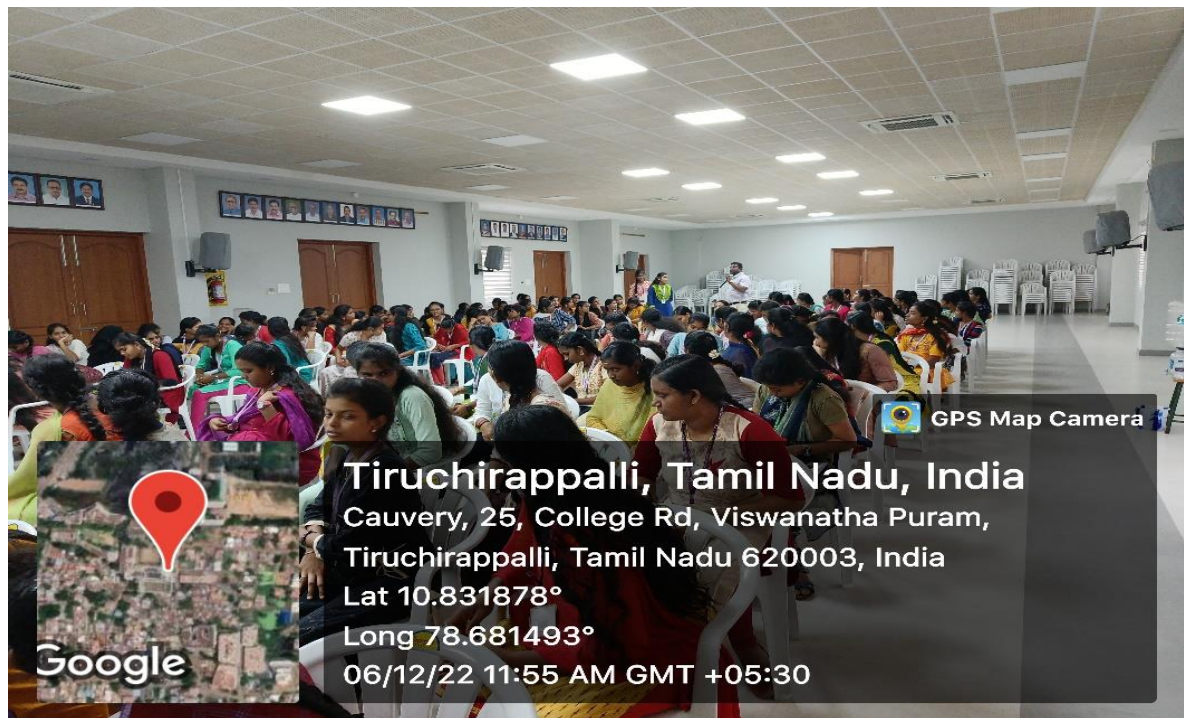 GPS Map Camera
Tiruchirappalli, Tamil Nadu, India
Cauvery, 25, College Rd, Viswanatha Puram,
Tiruchirappalli, Tamil Nadu 620003, India
Lat 10.831878°
Long 78.681493°
06/12/22 11:55 AM GMT +05:30
Google